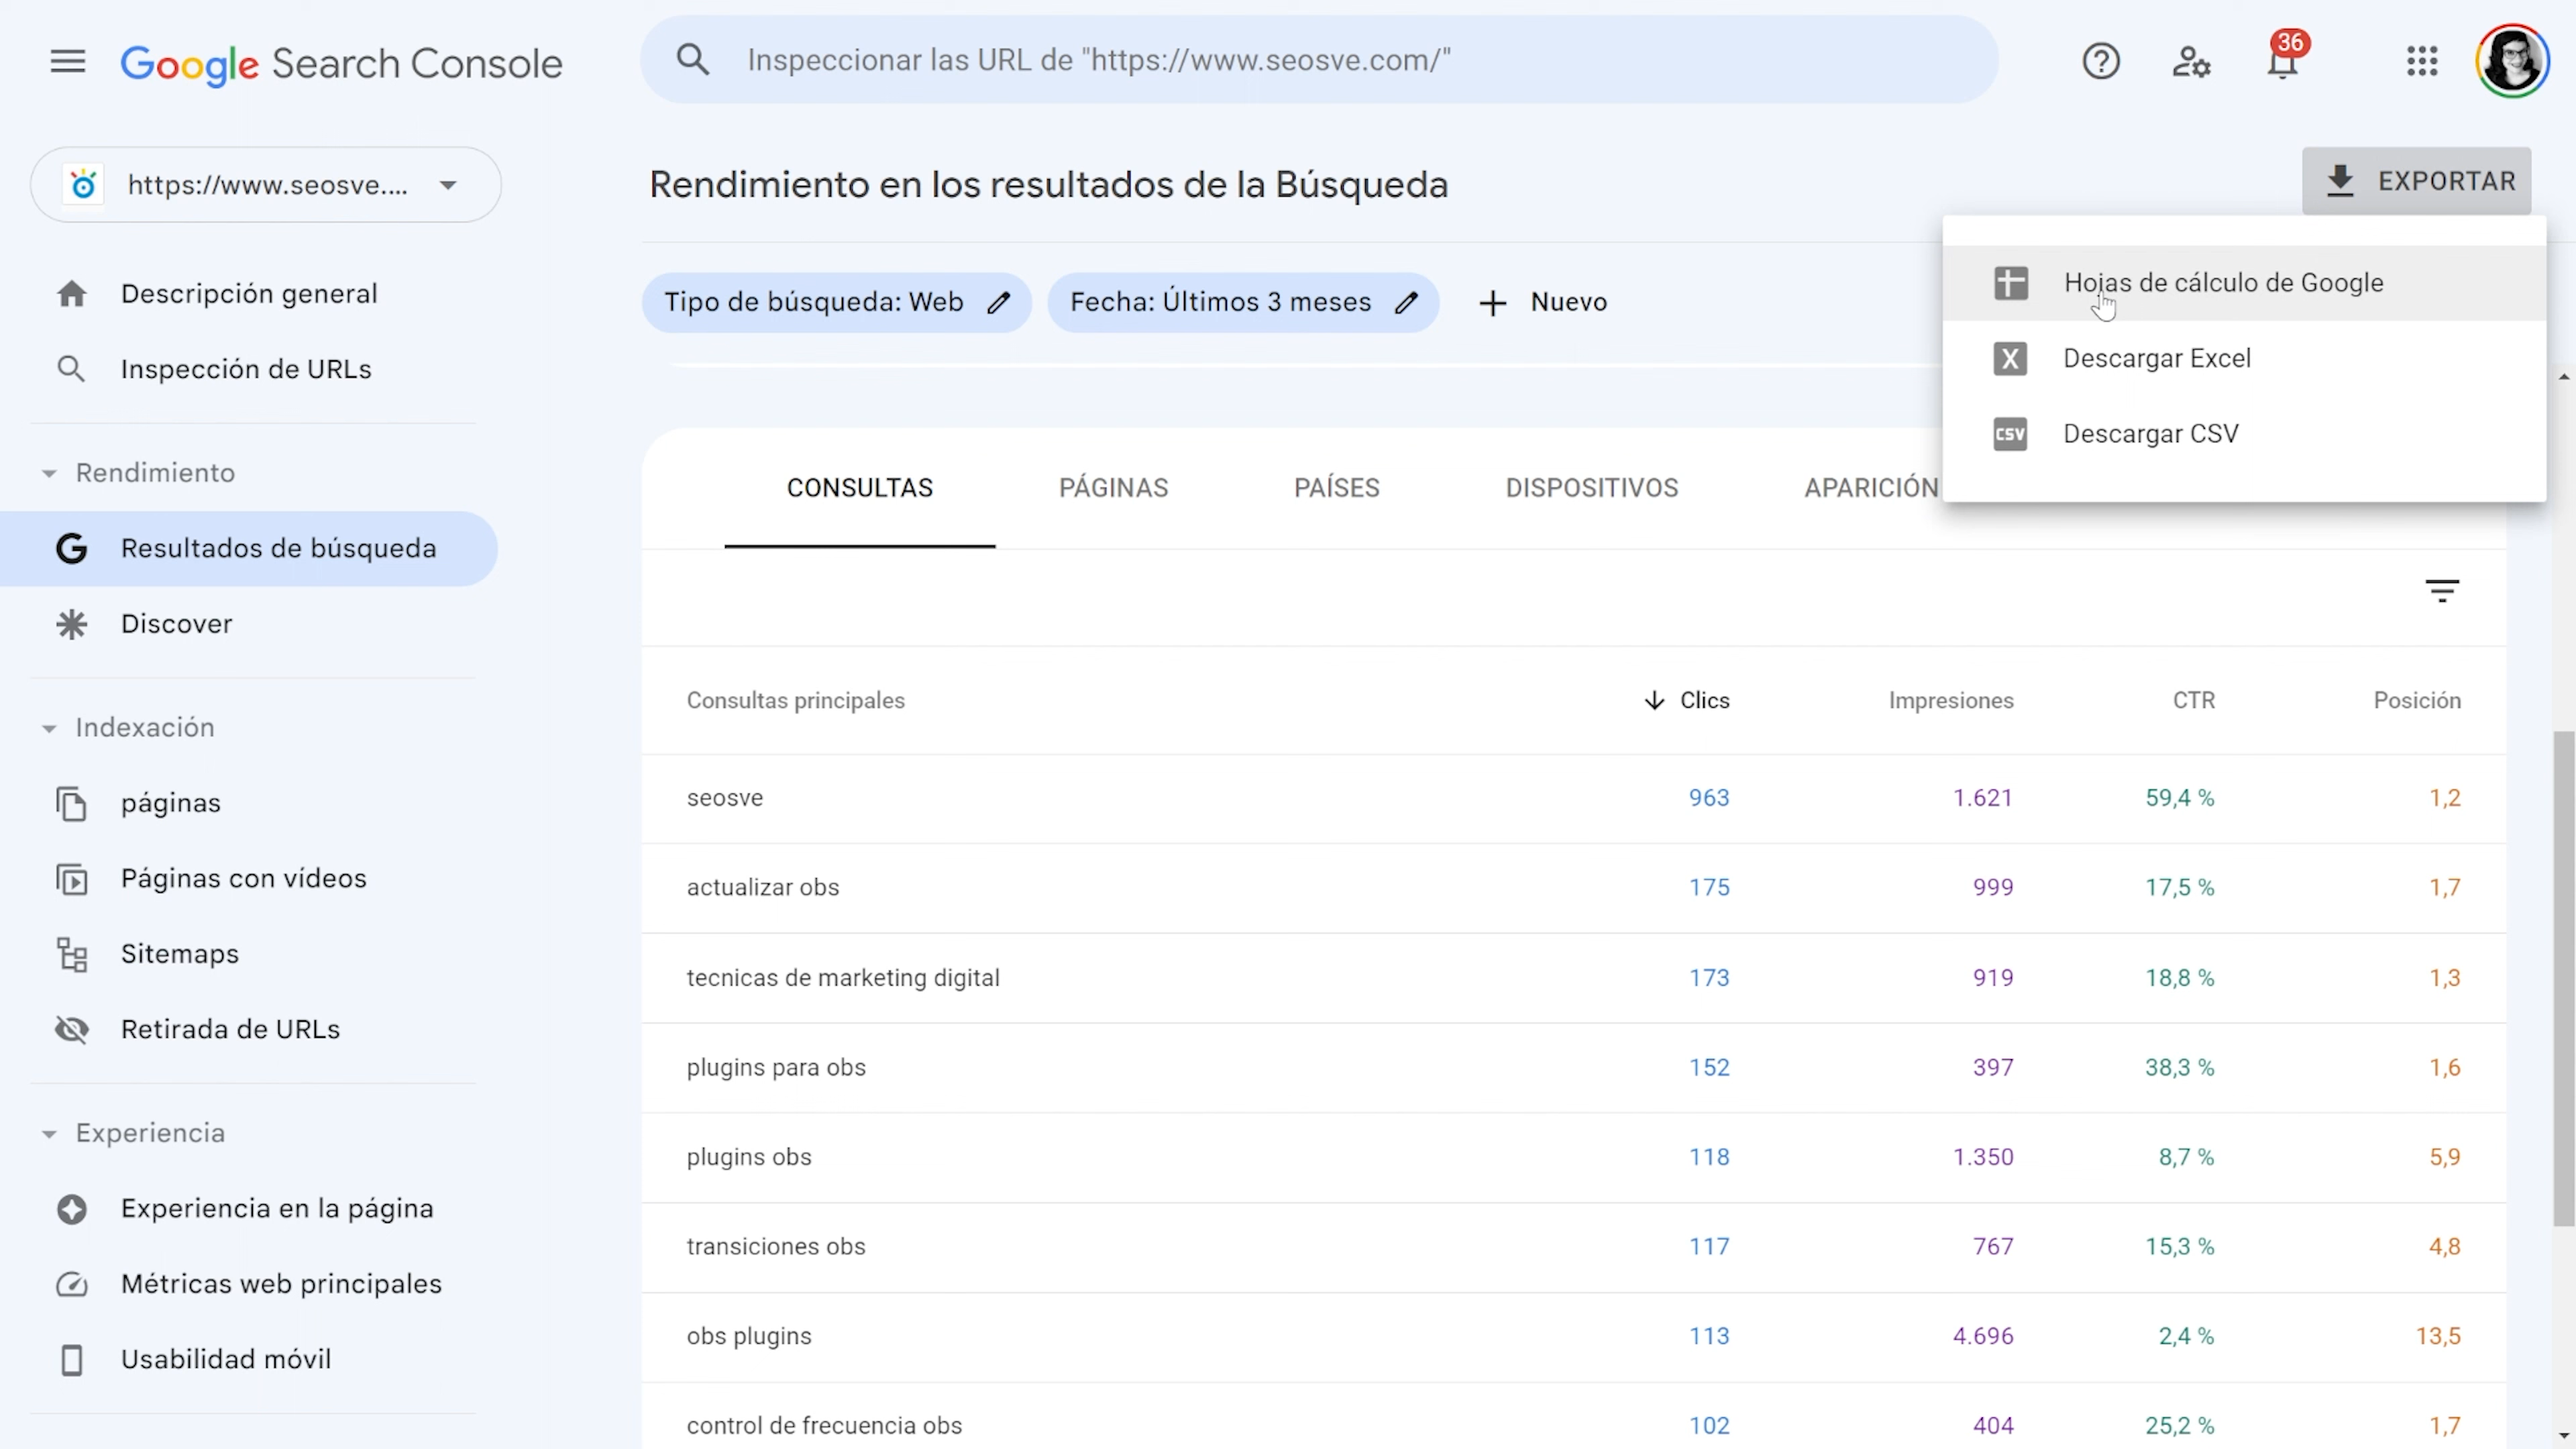 Google Search Console
Inspeccionar las URL de "https://www.seosve.com/"
36
https://www.seosve....
Rendimiento en los resultados de la Búsqueda
EXPORTAR
Hojas de cálculo de Google
Descargar Excel
X
CSV
Descargar CSV
Descripción general
Inspección de URLs
Rendimiento
G
Resultados de búsqueda
Discover
Indexación
páginas
Páginas con vídeos
Sitemaps
Retirada de URLs
Experiencia
Experiencia en la página
Métricas web principales
Usabilidad móvil
Tipo de búsqueda: Web
Fecha: Últimos 3 meses
Nuevo
CONSULTAS PÁGINAS PAÍSES DISPOSITIVOS APARICIÓN
Consultas principales Clics Impresiones CTR Posición
seosve 963 1.621 59,4 % 1,2
actualizar obs 175 999 17,5 % 1,7
tecnicas de marketing digital 173 919 18,8 % 1,3
plugins para obs 152 397 38,3 % 1,6
plugins obs 118 1.350 8,7 % 5,9
transiciones obs 117 767 15,3 % 4,8
obs plugins 113 4.696 2,4 % 13,5
control de frecuencia obs 102 404 25,2 % 1,7